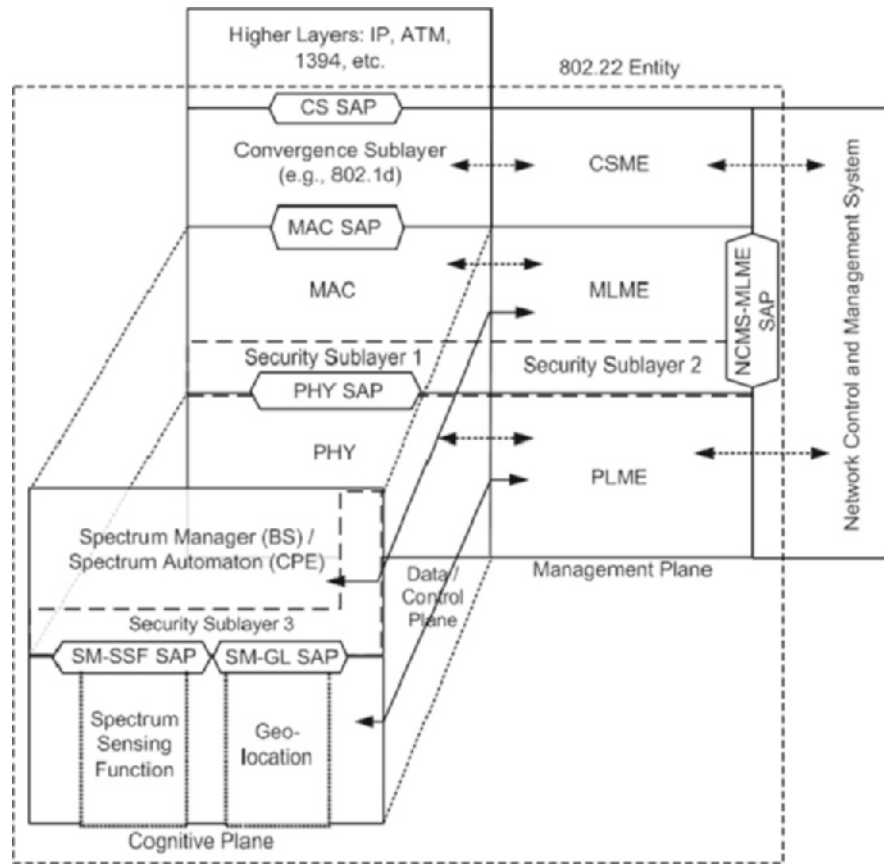 Higher Layers: IP, ATM,
1394, etc.
802.22 Entity
CS SAP
Convergence Sublayer
(e.g., 802.1d)
CSME
MAC SAP
MAC
MLME
NCMS-MLME
SAP
Network Control and Management System
Security Sublayer 1
Security Sublayer 2
PHY SAP
PHY
PLME
Spectrum Manager (BS) /
Spectrum Automaton (CPE)
Data /
Control
Plane
Management Plane
Security Sublayer 3
SM-SSF SAP
SM-GL SAP
Spectrum
Sensing
Function
Geo-
location
Cognitive Plane